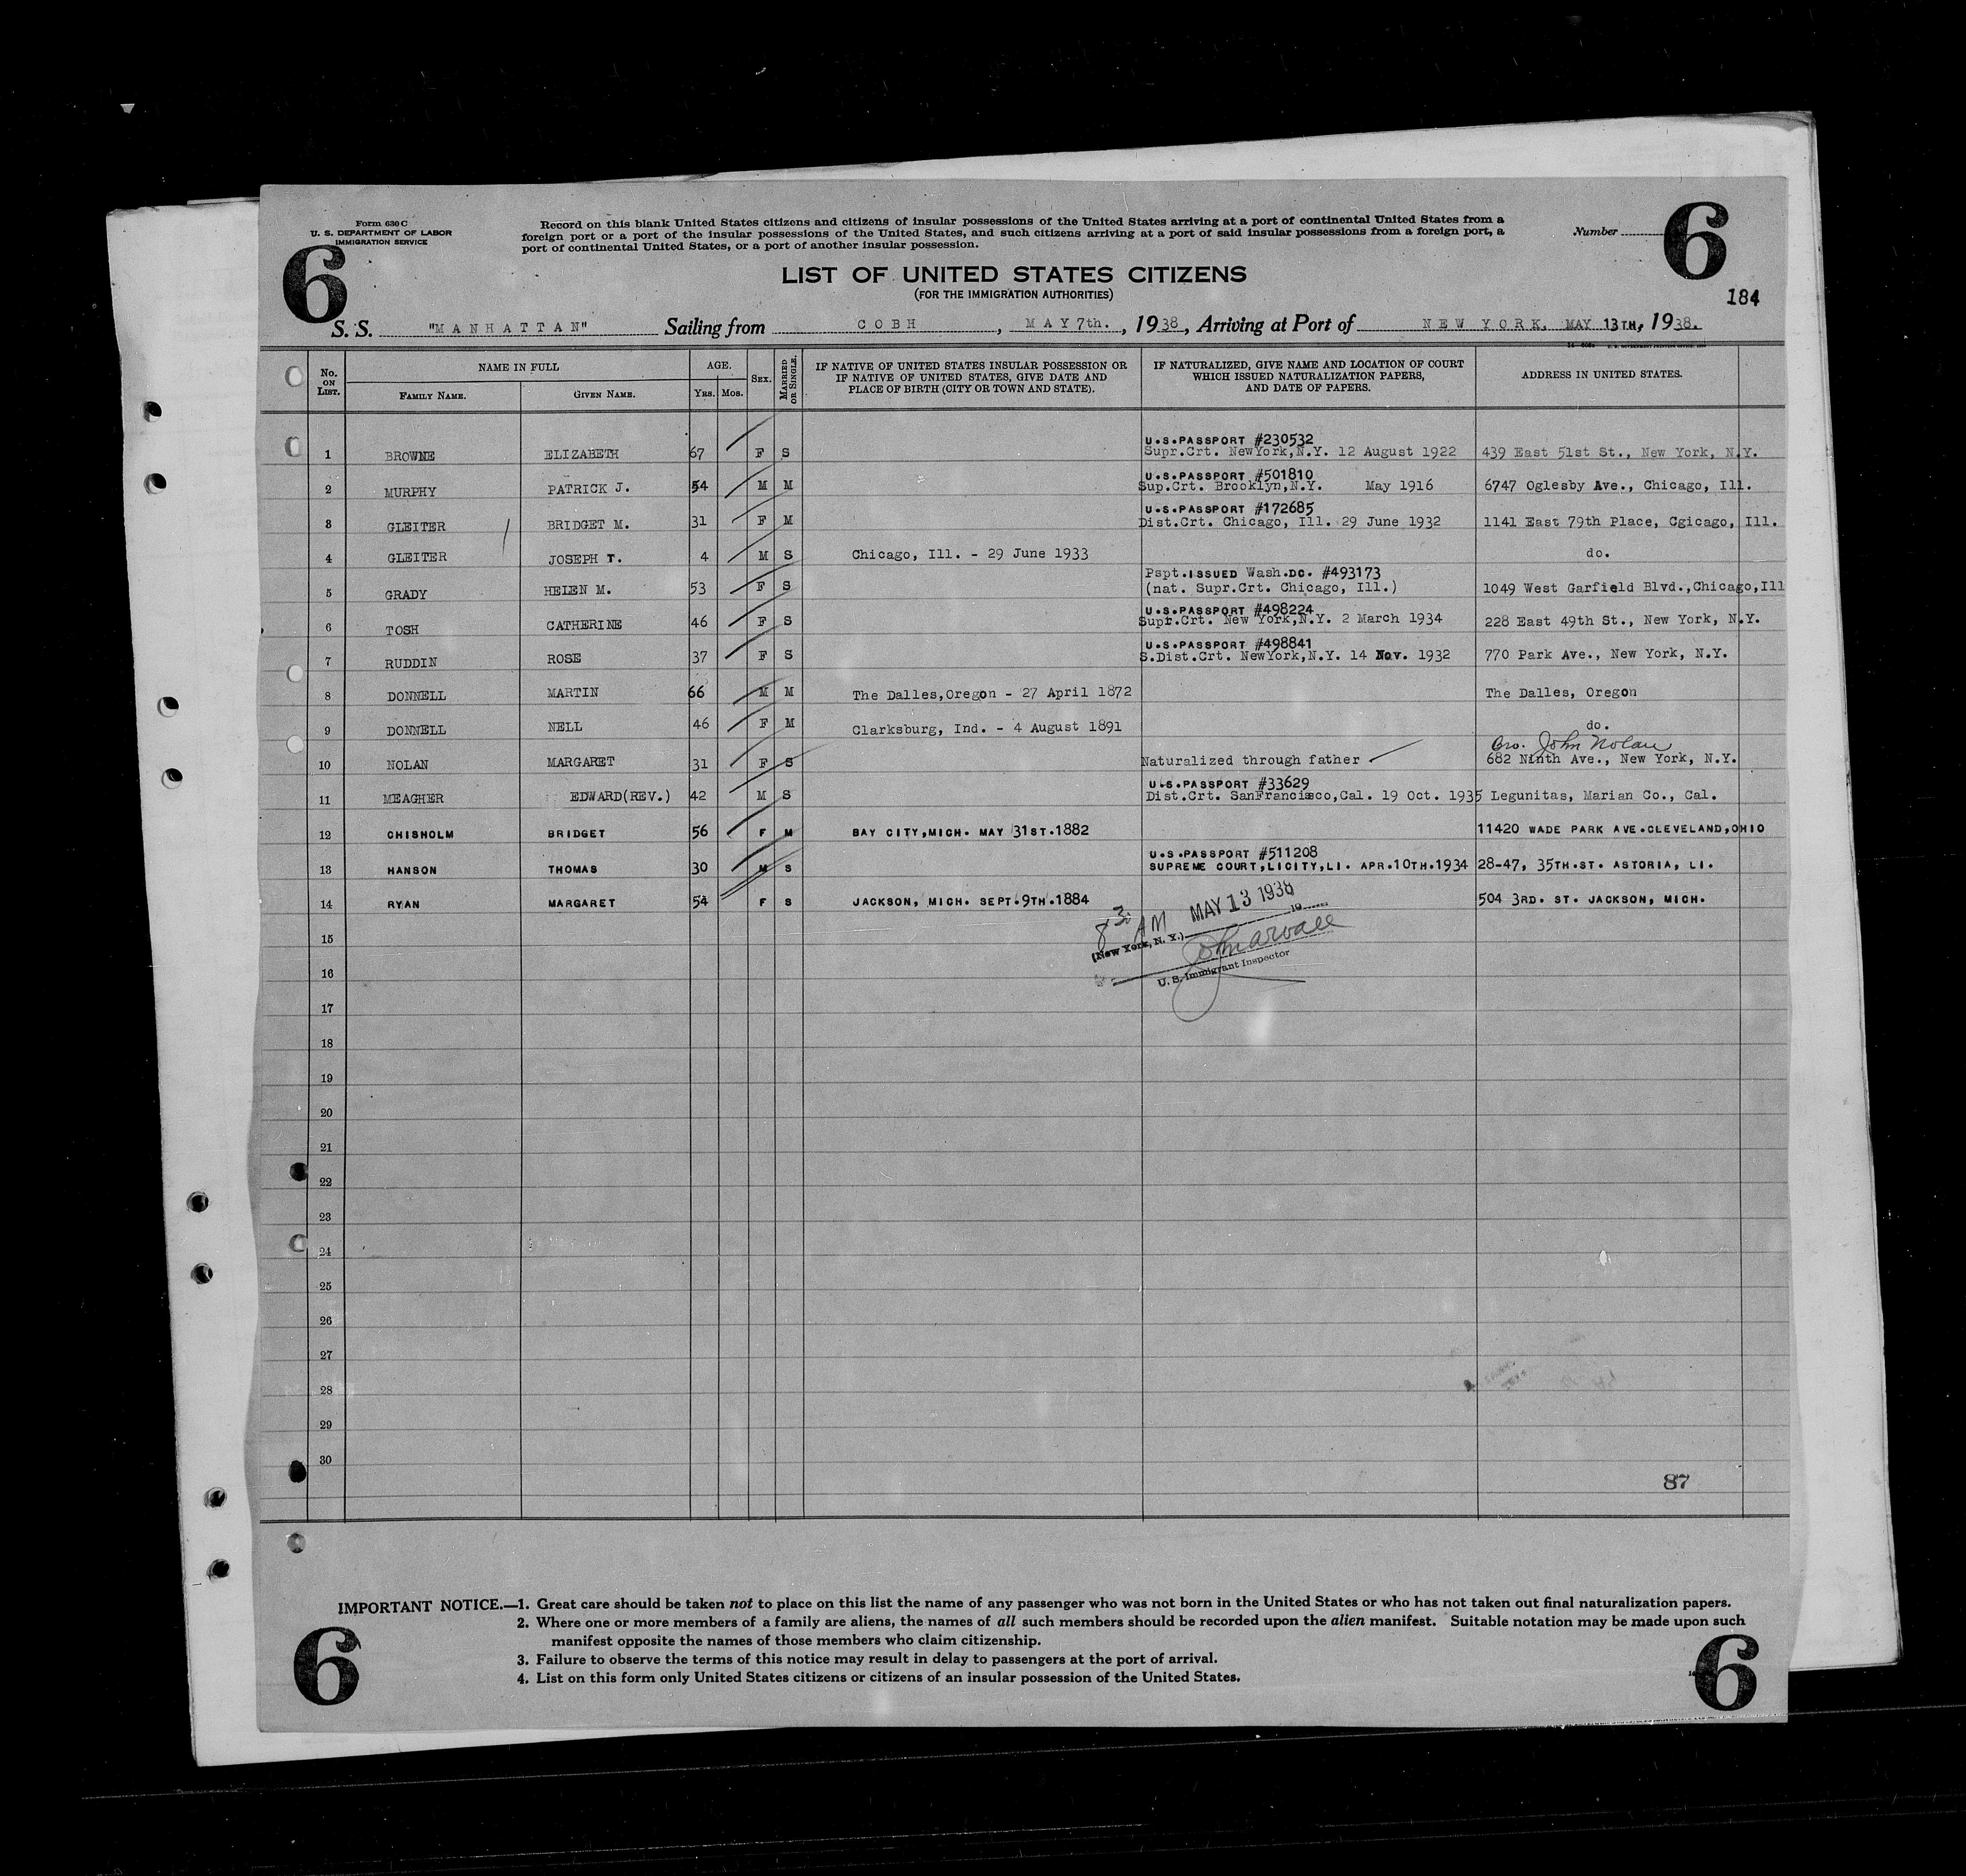 Form 630 C
U. S. DEPARTMENT OF LABOR
IMMIGRATION SERVICE
Record on this blank United States citizens and citizens of insular possessions of the United States arriving at a port of continental United States from a
foreign port or a port of the insular possessions of the United States, and such citizens arriving at a port of said insular possessions from a foreign port, a
port of continental United States, or a port of another insular possession.
Number
6
6
LIST OF UNITED STATES CITIZENS
(FOR THE IMMIGRATION AUTHORITIES)
184
S. S. "MANHATTAN" Sailing from COBH, MAY 7th., 1938, Arriving at Port of NEW YORK. MAY 13TH, 1938.
No. ON LIST. NAME IN FULL FAMILY NAME. GIVEN NAME. AGE. YRS. MOS. SEX. MARRIED OR SINGLE. IF NATIVE OF UNITED STATES INSULAR POSSESSION OR IF NATIVE OF UNITED STATES, GIVE DATE AND PLACE OF BIRTH (CITY OR TOWN AND STATE). IF NATURALIZED, GIVE NAME AND LOCATION OF COURT WHICH ISSUED NATURALIZATION PAPERS, AND DATE OF PAPERS. ADDRESS IN UNITED STATES.
U.S.PASSPORT #230532
1 BROWNE ELIZABETH 67 F S Supr.Crt. NewYork,N.Y. 12 August 1922 439 East 51st St., New York, N.Y.
U.S.PASSPORT #501810
2 MURPHY PATRICK J. 54 M M Sup.Crt. Brooklyn,N.Y. May 1916 6747 Oglesby Ave., Chicago, Ill.
U.S.PASSPORT #172685
3 GLEITER BRIDGET M. 31 F M Dist.Crt. Chicago, Ill. 29 June 1932 1141 East 79th Place, Cgicago, Ill.
4 GLEITER JOSEPH T. 4 M S Chicago, Ill. - 29 June 1933 do.
Pspt.ISSUED Wash.DC. #493173
5 GRADY HELEN M. 53 F S (nat. Supr.Crt. Chicago, Ill.) 1049 West Garfield Blvd.,Chicago,Ill
U.S.PASSPORT #498224
6 TOSH CATHERINE 46 F S Supr.Crt. New York,N.Y. 2 March 1934 228 East 49th St., New York, N.Y.
U.S.PASSPORT #498841
7 RUDDIN ROSE 37 F S S.Dist.Crt. NewYork,N.Y. 14 Nov. 1932 770 Park Ave., New York, N.Y.
8 DONNELL MARTIN 66 M M The Dalles,Oregon - 27 April 1872 The Dalles, Oregon
9 DONNELL NELL 46 F M Clarksburg, Ind. - 4 August 1891 do.
Bro. John Nolan
10 NOLAN MARGARET 31 F S Naturalized through father 682 Ninth Ave., New York, N.Y.
U.S.PASSPORT #33629
11 MEAGHER EDWARD(REV.) 42 M S Dist.Crt. SanFrancisco,Cal. 19 Oct. 1935 Legunitas, Marian Co., Cal.
12 CHISHOLM BRIDGET 56 F M BAY CITY,MICH. MAY 31ST.1882 11420 WADE PARK AVE.CLEVELAND,OHIO
U.S.PASSPORT #511208
13 HANSON THOMAS 30 M S SUPREME COURT,LICITY,LI. APR.10TH.1934 28-47, 35TH.ST. ASTORIA, LI.
14 RYAN MARGARET 54 F S JACKSON, MICH. SEPT.9TH.1884 504 3RD. ST. JACKSON, MICH.
8 30 AM MAY 13 1938
(New York, N. Y.) 19
U. S. Immigrant Inspector
15
16
17
18
19
20
21
22
23
24
25
26
27
28
29
30
87
IMPORTANT NOTICE.—1. Great care should be taken not to place on this list the name of any passenger who was not born in the United States or who has not taken out final naturalization papers.
2. Where one or more members of a family are aliens, the names of all such members should be recorded upon the alien manifest. Suitable notation may be made upon such
manifest opposite the names of those members who claim citizenship.
3. Failure to observe the terms of this notice may result in delay to passengers at the port of arrival.
4. List on this form only United States citizens or citizens of an insular possession of the United States.
6
6